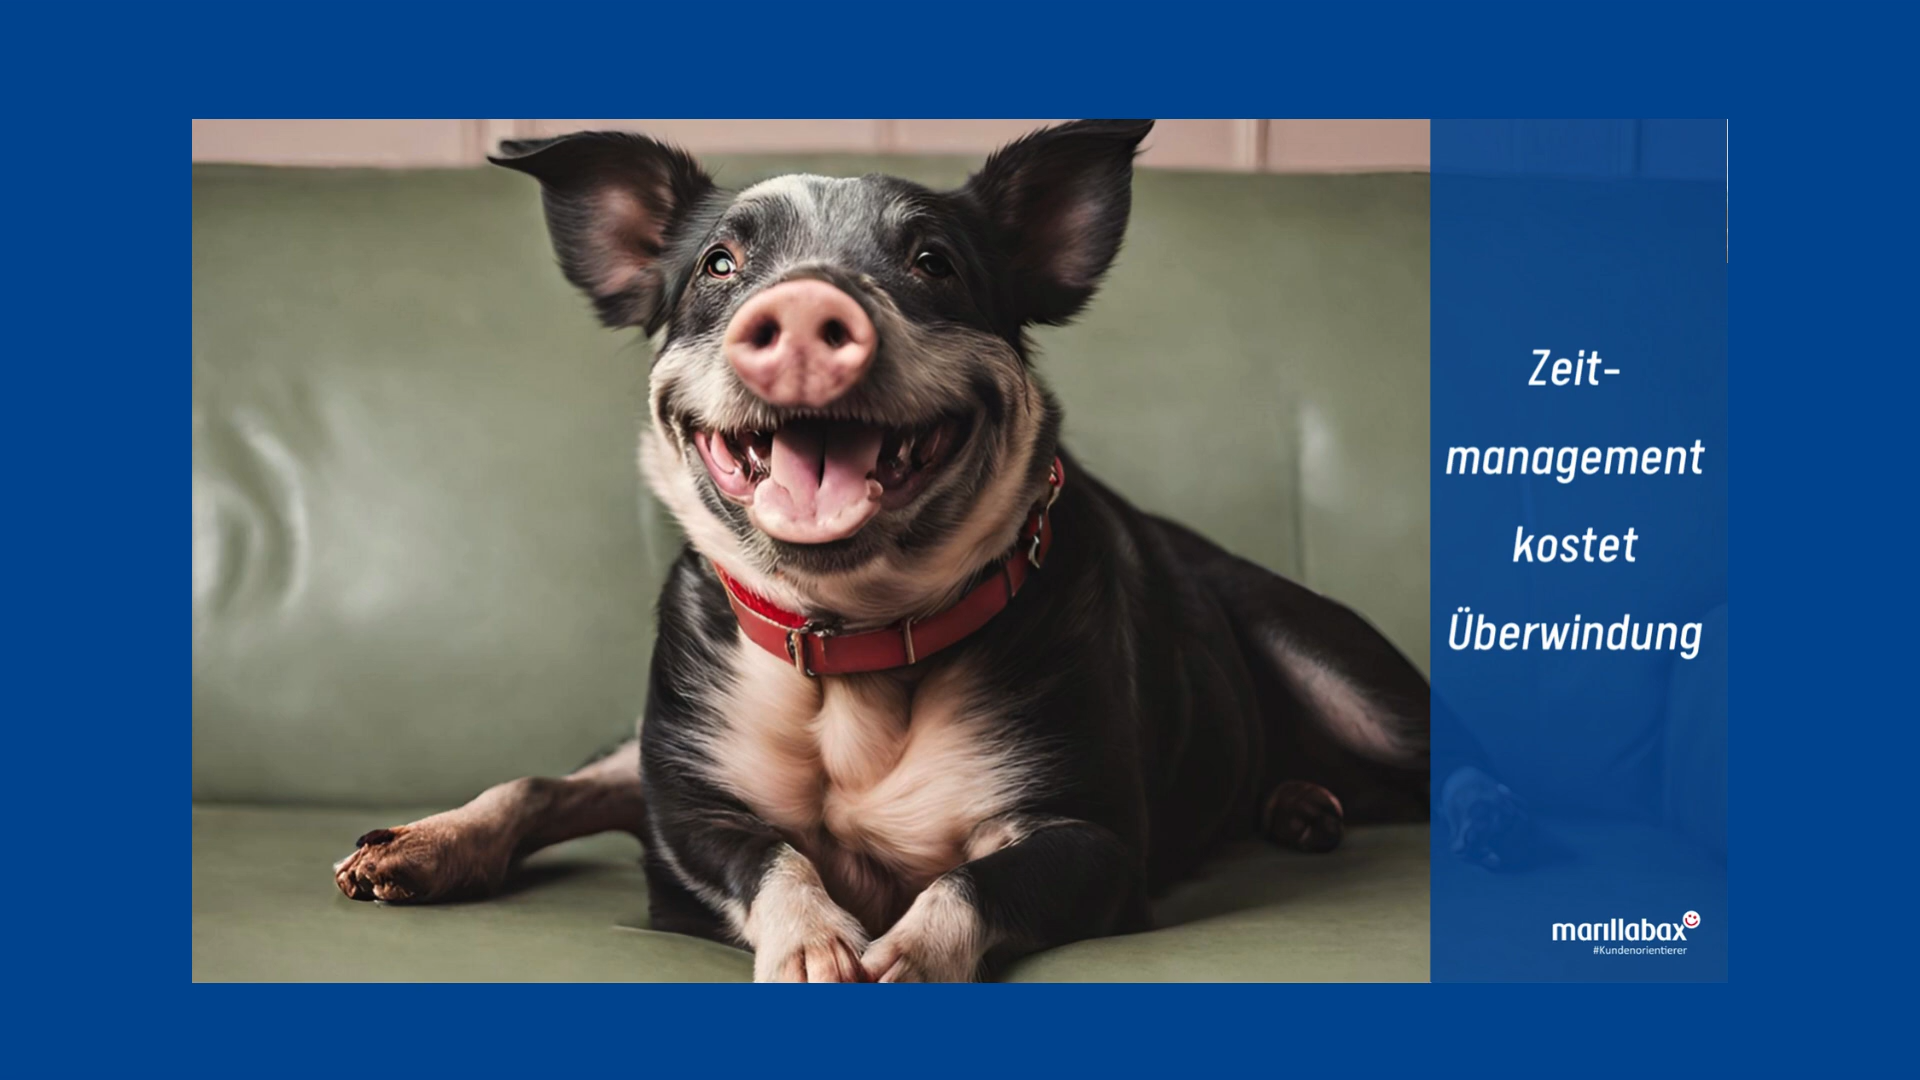 Zeit-
management
kostet
Überwindung
marillabax
#Kundenorientierer